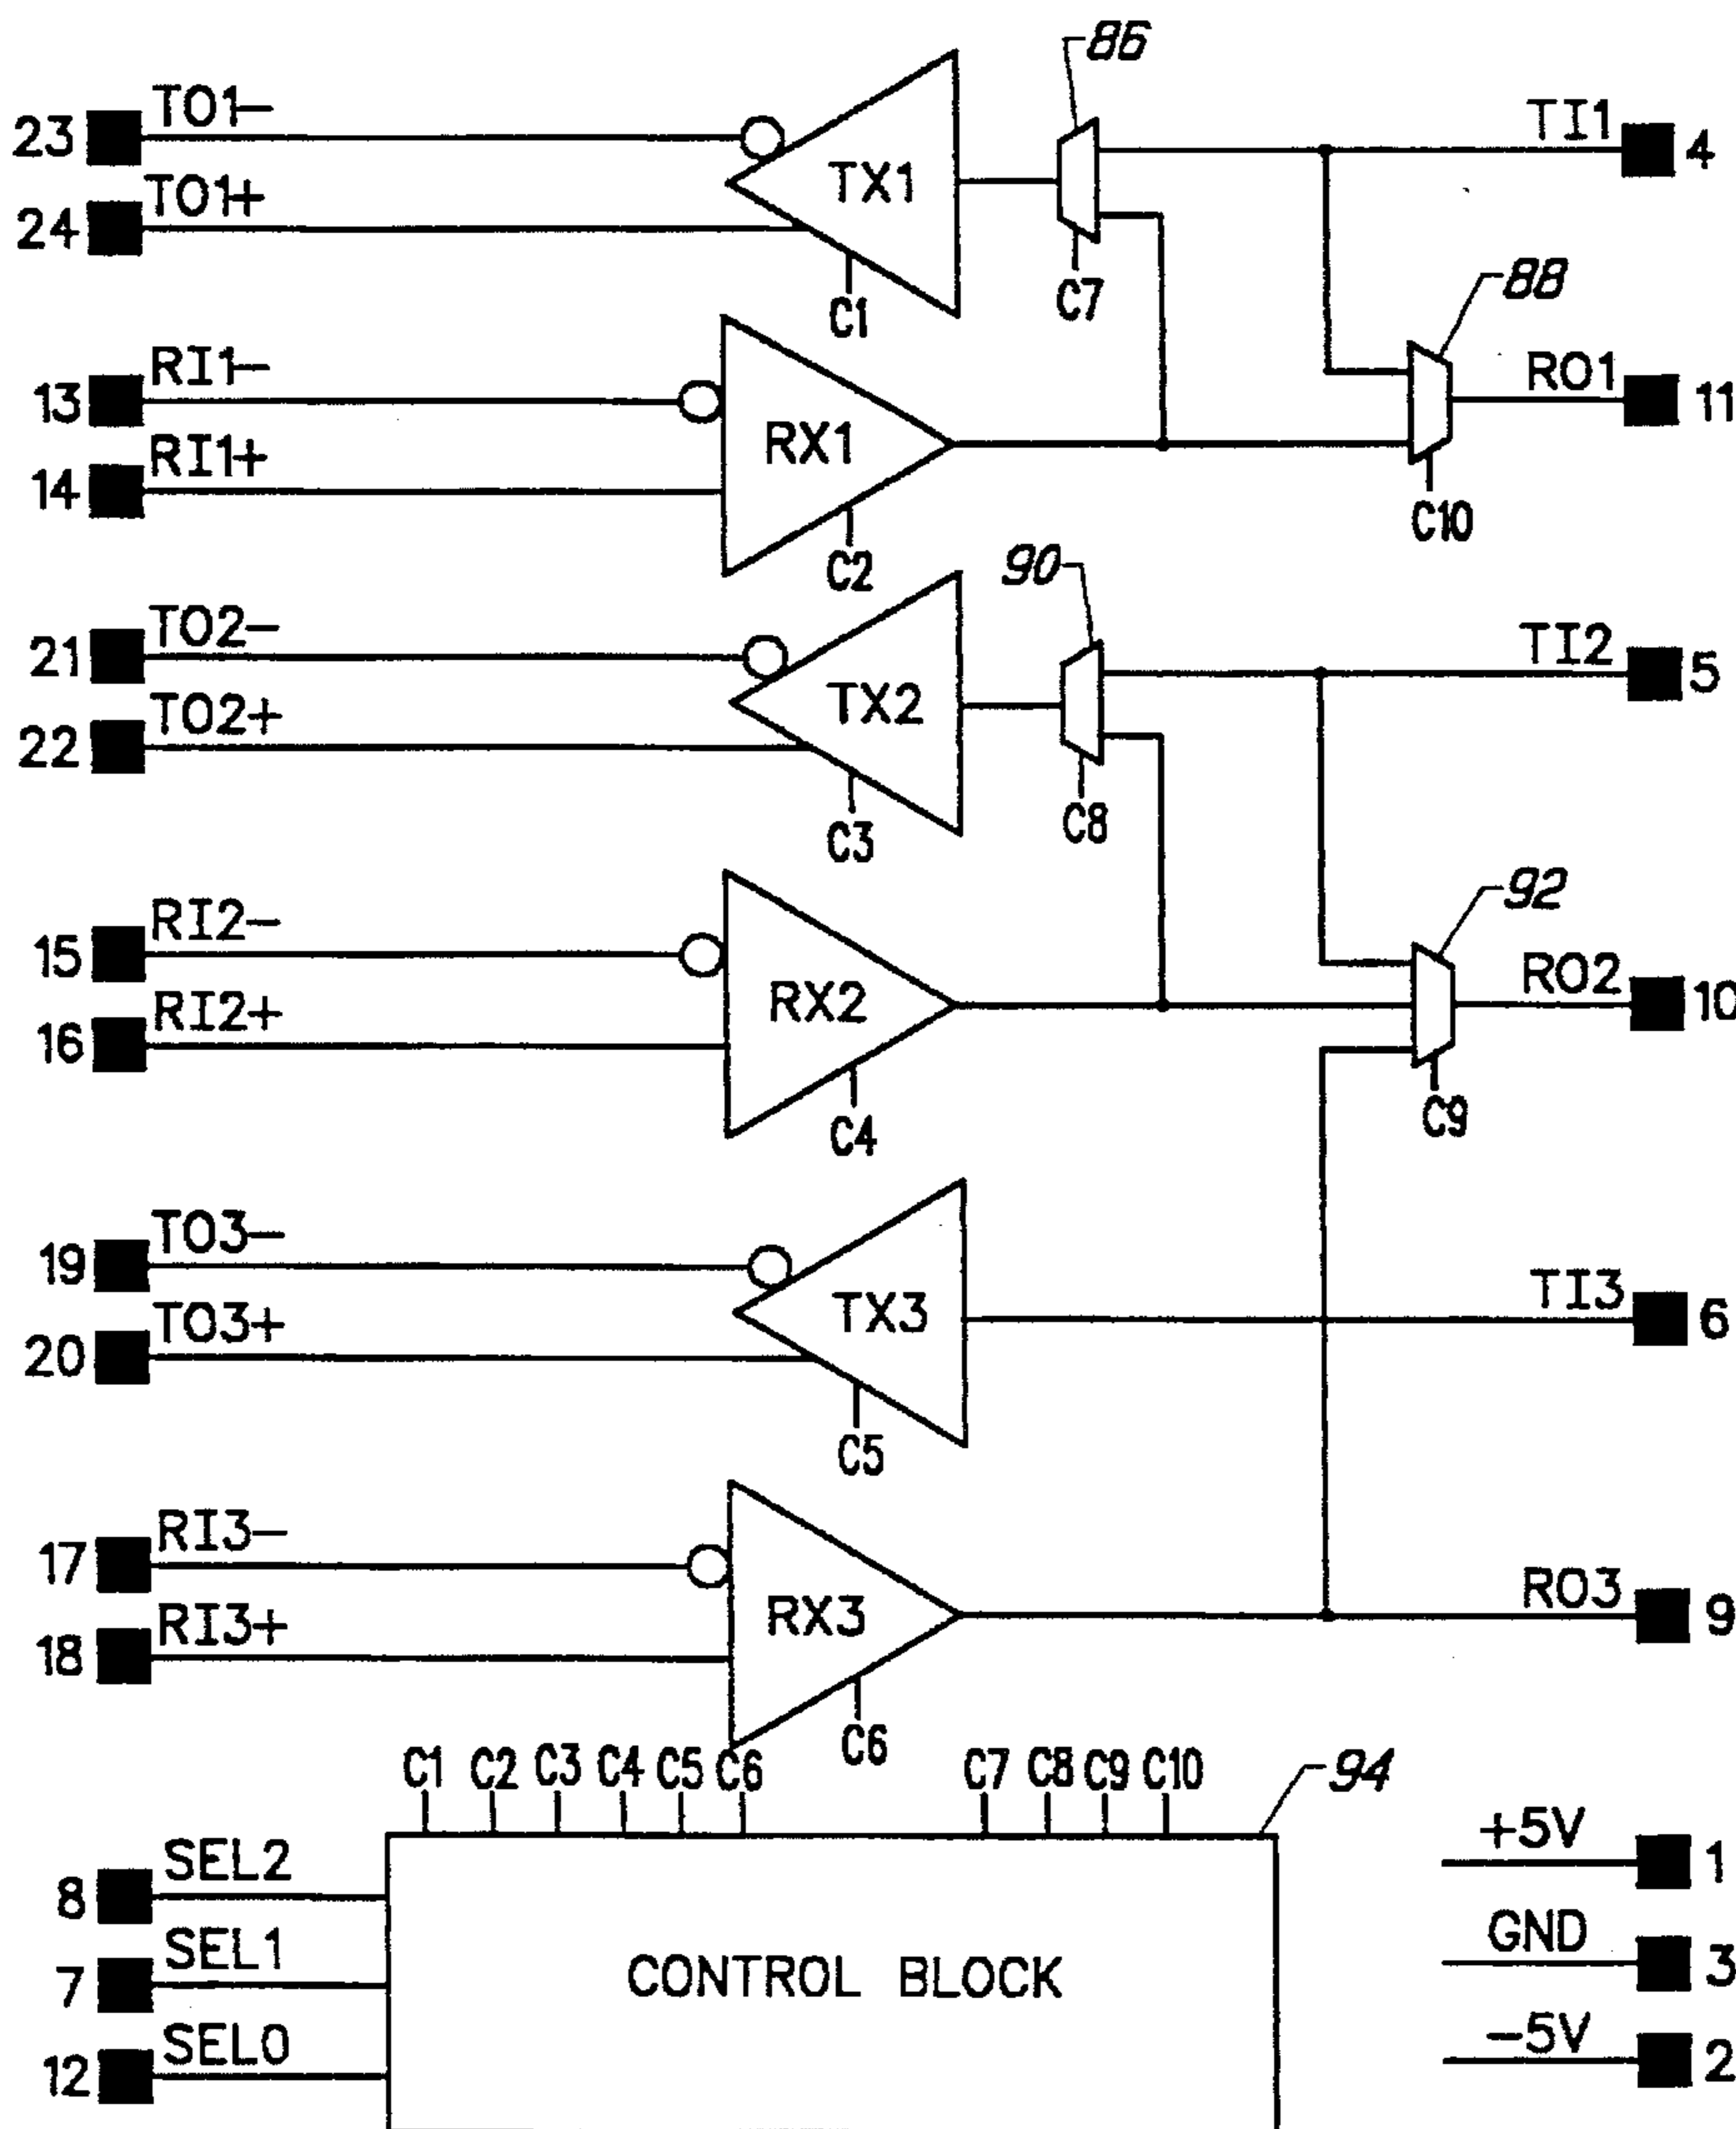 86
23 TO1- TX1 TI1 4
24 TO1+
C1 C7
88
13 RI1- RX1 RO1 11
14 RI1+
C2 C10
90
21 TO2- TX2 TI2 5
22 TO2+
C3 C8
92
15 RI2- RX2 RO2 10
16 RI2+
C4 C9
19 TO3- TX3 TI3 6
20 TO3+
C5
17 RI3- RX3 RO3 9
18 RI3+
C6
C1 C2 C3 C4 C5 C6 C7 C8 C9 C10 94
8 SEL2 +5V 1
7 SEL1 CONTROL BLOCK GND 3
12 SEL0 -5V 2